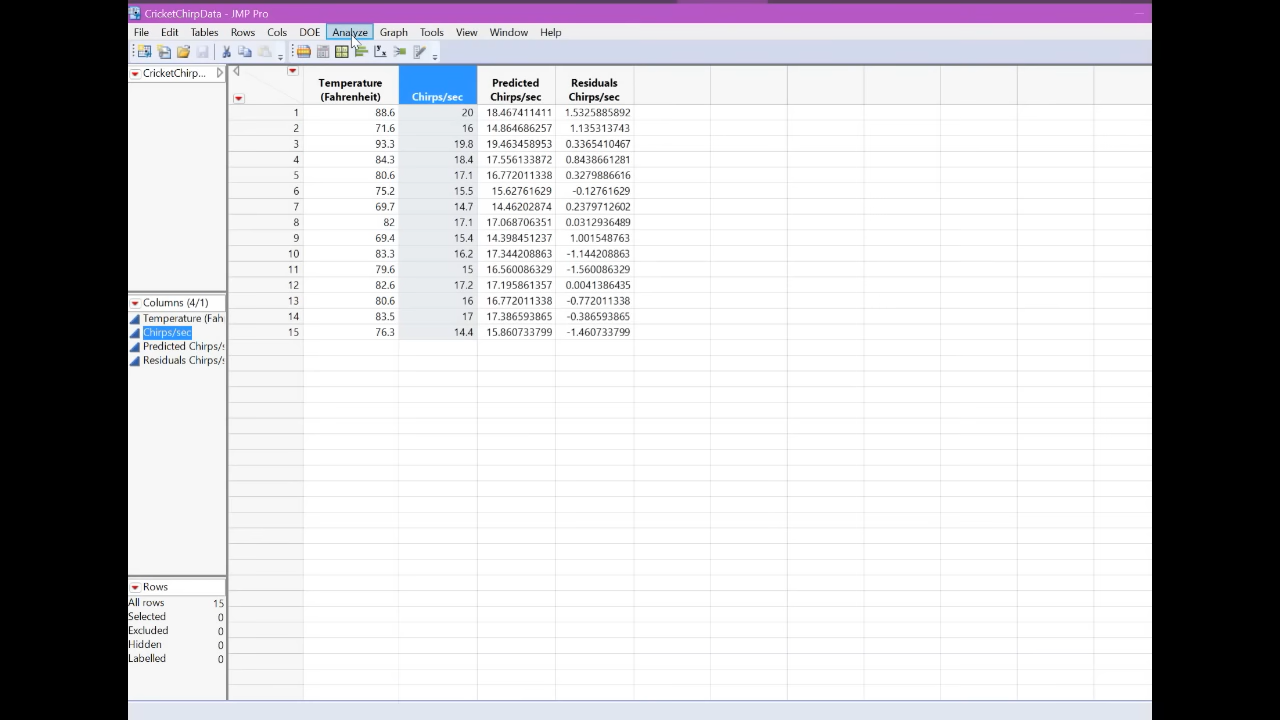 CricketChirpData - JMP Pro
File Edit Tables Rows Cols DOE Analyze Graph Tools View Window Help
CricketChirp...
Temperature (Fahrenheit) Chirps/sec Predicted Chirps/sec Residuals Chirps/sec
1 88.6 20 18.467411411 1.5325885892
2 71.6 16 14.864686257 1.135313743
3 93.3 19.8 19.463458953 0.3365410467
4 84.3 18.4 17.556133872 0.8438661281
5 80.6 17.1 16.772011338 0.3279886616
6 75.2 15.5 15.62761629 -0.12761629
7 69.7 14.7 14.46202874 0.2379712602
8 82 17.1 17.068706351 0.0312936489
9 69.4 15.4 14.398451237 1.001548763
10 83.3 16.2 17.344208863 -1.144208863
11 79.6 15 16.560086329 -1.560086329
12 82.6 17.2 17.195861357 0.0041386435
13 80.6 16 16.772011338 -0.772011338
14 83.5 17 17.386593865 -0.386593865
15 76.3 14.4 15.860733799 -1.460733799
Columns (4/1)
Temperature (Fah
Chirps/sec
Predicted Chirps/s
Residuals Chirps/s
Rows
All rows 15
Selected 0
Excluded 0
Hidden 0
Labelled 0